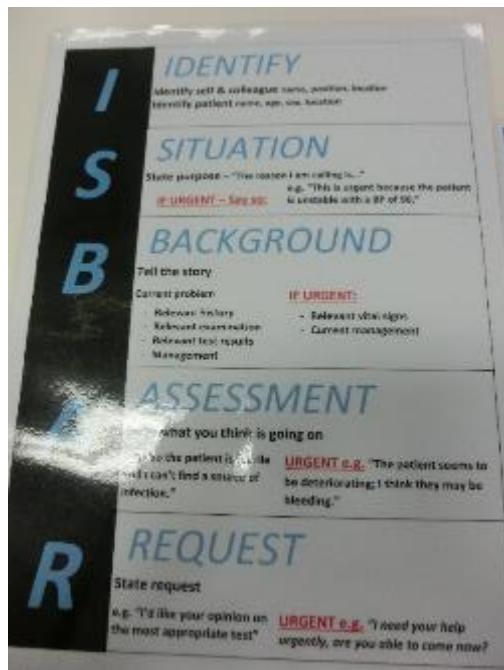 I
IDENTIFY
Identify self & colleague name, position, location
Identify patient name, age, sex, location
S
SITUATION
State purpose – "The reason I am calling is..."
IF URGENT – Say so:
e.g. "This is urgent because the patient
is unstable with a BP of 90."
B
BACKGROUND
Tell the story
Current problem
- Relevant history
- Relevant examination
- Relevant test results
Management
IF URGENT:
- Relevant vital signs
- Current management
A
ASSESSMENT
what you think is going on
the patient is
I can't find a source of
infection."
URGENT e.g. "The patient seems to
be deteriorating; I think they may be
bleeding."
R
REQUEST
State request
e.g. "I'd like your opinion on
the most appropriate test"
URGENT e.g. "I need your help
urgently, are you able to come now?